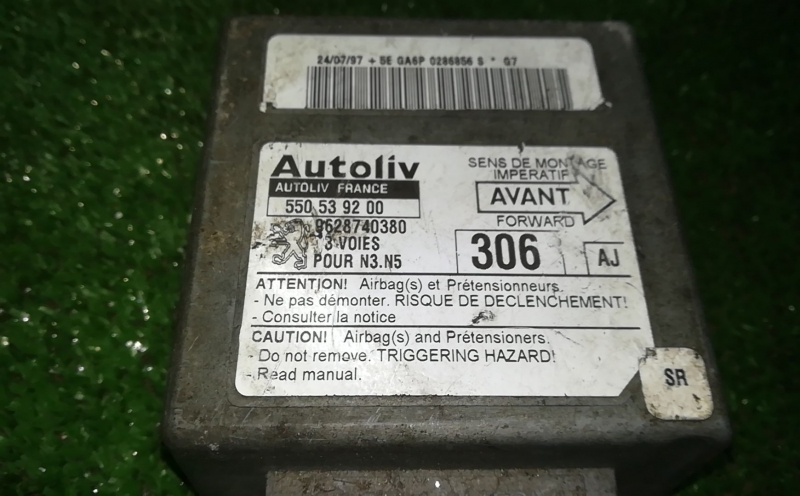 24/07/97 + 5E GA6P 0286856 S * G7
Autoliv
AUTOLIV FRANCE
550 53 92 00
9628740380
3 VOIES
POUR N3.N5
SENS DE MONTAGE
IMPERATIF
AVANT
FORWARD
306
AJ
ATTENTION! Airbag(s) et Prétensionneurs.
- Ne pas démonter. RISQUE DE DECLENCHEMENT!
- Consulter la notice
CAUTION! Airbag(s) and Prétensioners.
- Do not remove. TRIGGERING HAZARD!
- Read manual.
SR